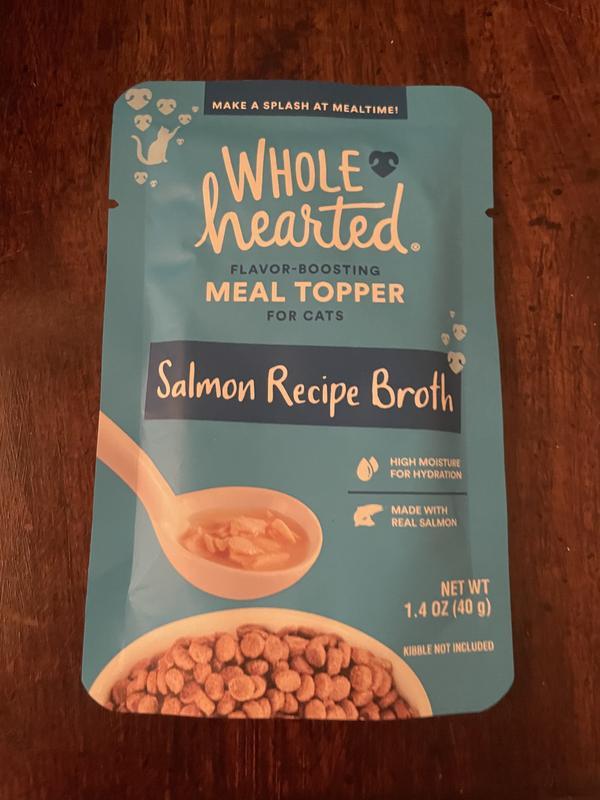 MAKE A SPLASH AT MEALTIME!
WHOLE
hearted®
FLAVOR-BOOSTING
MEAL TOPPER
FOR CATS
Salmon Recipe Broth
HIGH MOISTURE
FOR HYDRATION
MADE WITH
REAL SALMON
NET WT
1.4 OZ (40 g)
KIBBLE NOT INCLUDED